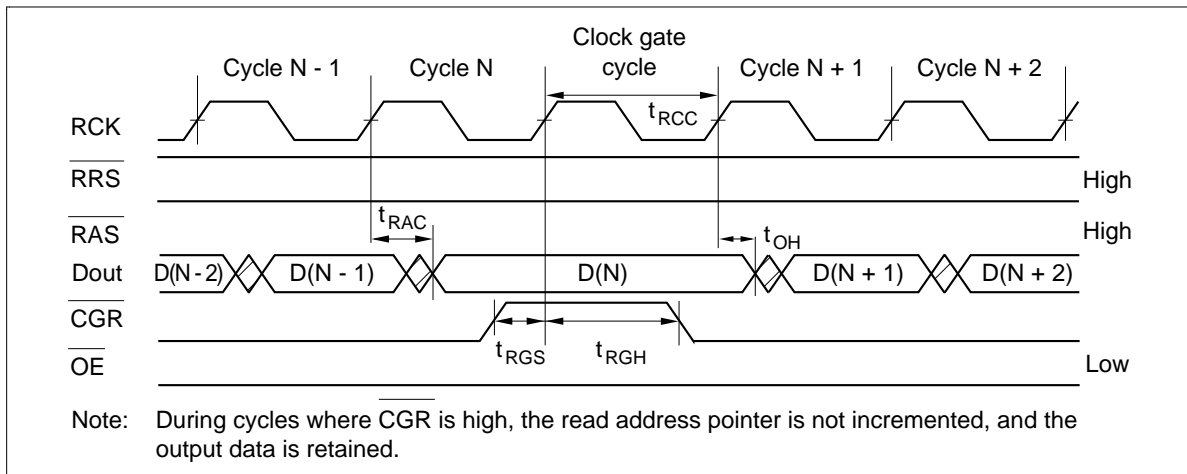 Clock gate
Cycle N - 1 Cycle N cycle Cycle N + 1 Cycle N + 2
RCK tRCC
RRS High
RAS tRAC tOH High
Dout D(N - 2) D(N - 1) D(N) D(N + 1) D(N + 2)
CGR
tRGS tRGH
OE Low
Note: During cycles where CGR is high, the read address pointer is not incremented, and the
output data is retained.